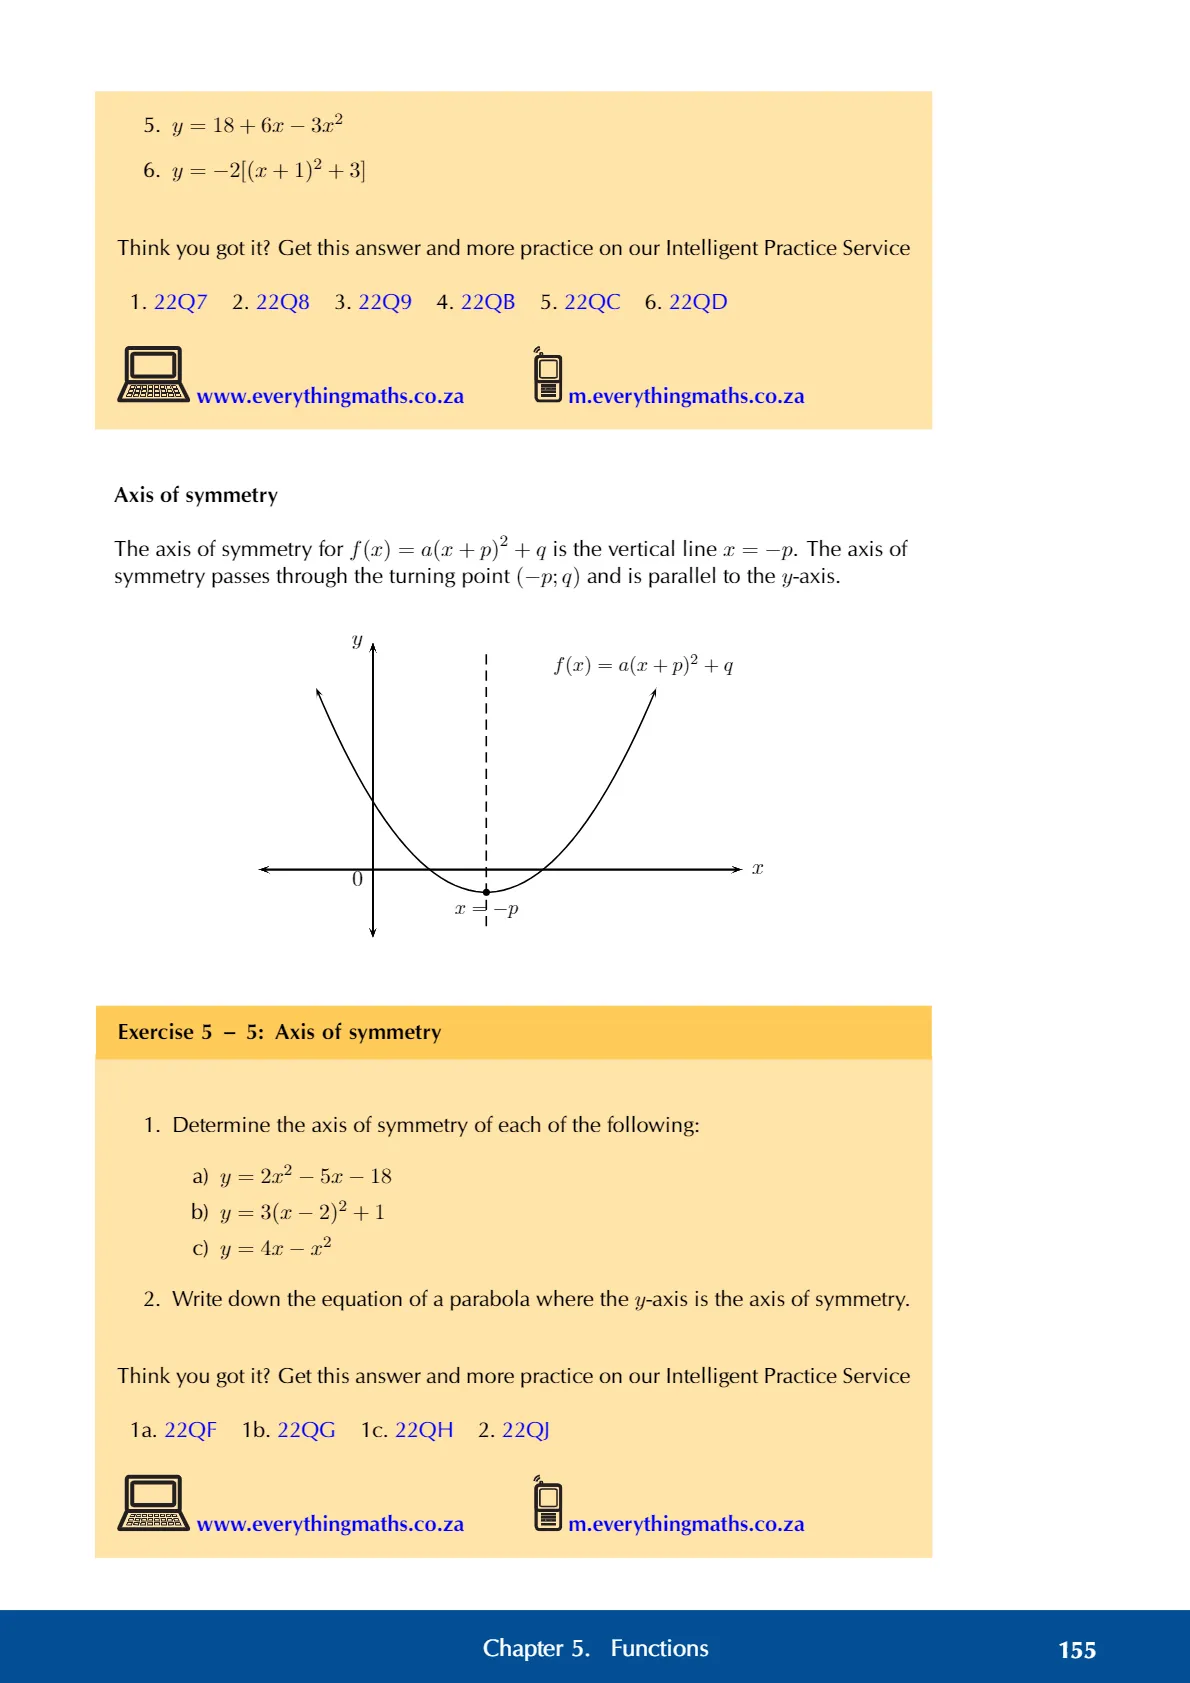 5. y = 18 + 6x − 3x²
6. y = −2[(x + 1)² + 3]
Think you got it? Get this answer and more practice on our Intelligent Practice Service
1. 22Q7 2. 22Q8 3. 22Q9 4. 22QB 5. 22QC 6. 22QD
www.everythingmaths.co.za m.everythingmaths.co.za
Axis of symmetry
The axis of symmetry for f(x) = a(x + p)² + q is the vertical line x = −p. The axis of
symmetry passes through the turning point (−p; q) and is parallel to the y-axis.
y
f(x) = a(x + p)² + q
x
0
x = −p
Exercise 5 – 5: Axis of symmetry
1. Determine the axis of symmetry of each of the following:
a) y = 2x² − 5x − 18
b) y = 3(x − 2)² + 1
c) y = 4x − x²
2. Write down the equation of a parabola where the y-axis is the axis of symmetry.
Think you got it? Get this answer and more practice on our Intelligent Practice Service
1a. 22QF 1b. 22QG 1c. 22QH 2. 22QJ
www.everythingmaths.co.za m.everythingmaths.co.za
Chapter 5. Functions 155